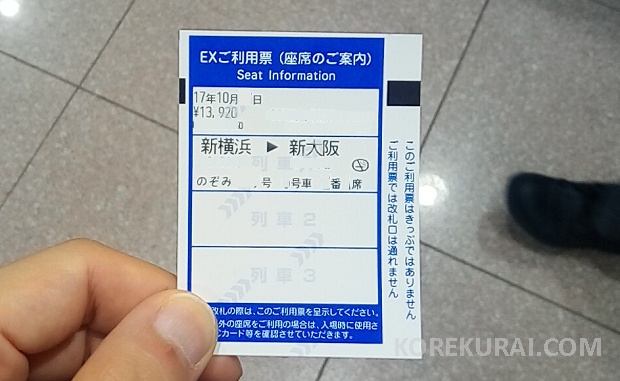 EXご利用票（座席のご案内）
Seat Information
17年10月 日
¥13,920
新横浜 ▶ 新大阪
のぞみ 号 号車 番 席
列車2
列車3
改札の際は、このご利用票を呈示してください。
外の座席をご利用の場合は、入場時に使用さ
Cカード等を確認させていただきます。
このご利用票はきっぷではありません
ご利用票では改札口は通れません
KOREKURAI.COM